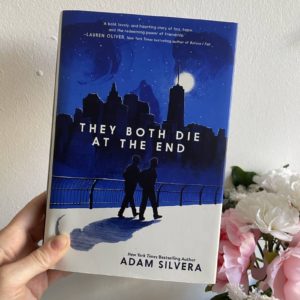 A bold, lovely, and haunting story of loss, hope,
and the redeeming power of friendship.
—LAUREN OLIVER, New York Times bestselling author of Before I Fall
THEY BOTH DIE
AT THE END
New York Times Bestselling Author
ADAM SILVERA